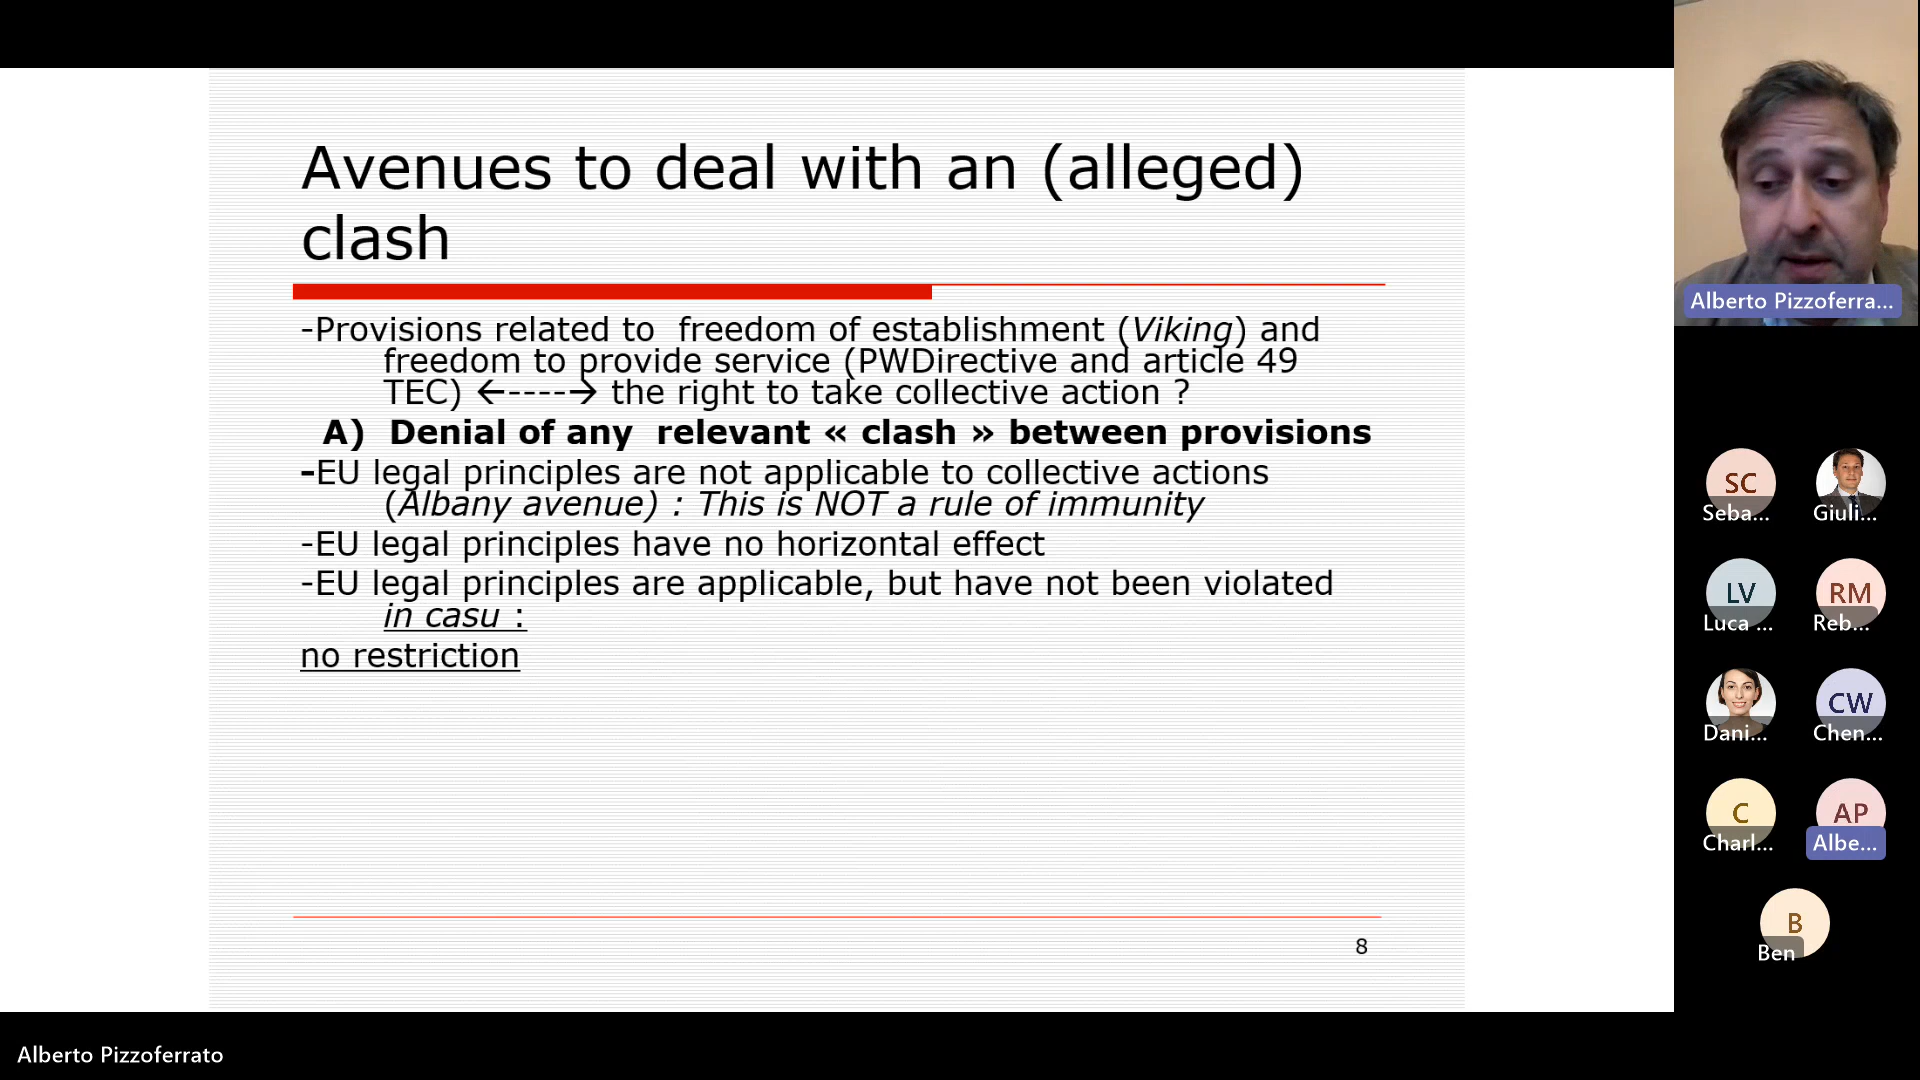 Avenues to deal with an (alleged)
clash
-Provisions related to  freedom of establishment (Viking) and
freedom to provide service (PWDirective and article 49
TEC) ←----→ the right to take collective action ?
A)  Denial of any  relevant « clash » between provisions
-EU legal principles are not applicable to collective actions
(Albany avenue) : This is NOT a rule of immunity
-EU legal principles have no horizontal effect
-EU legal principles are applicable, but have not been violated
in casu :
no restriction
8
Alberto Pizzoferra...
SC
Seba...
Giuli...
LV
Luca ...
RM
Reb...
Dani...
CW
Chen...
C
Charl...
AP
Albe...
B
Ben
Alberto Pizzoferrato